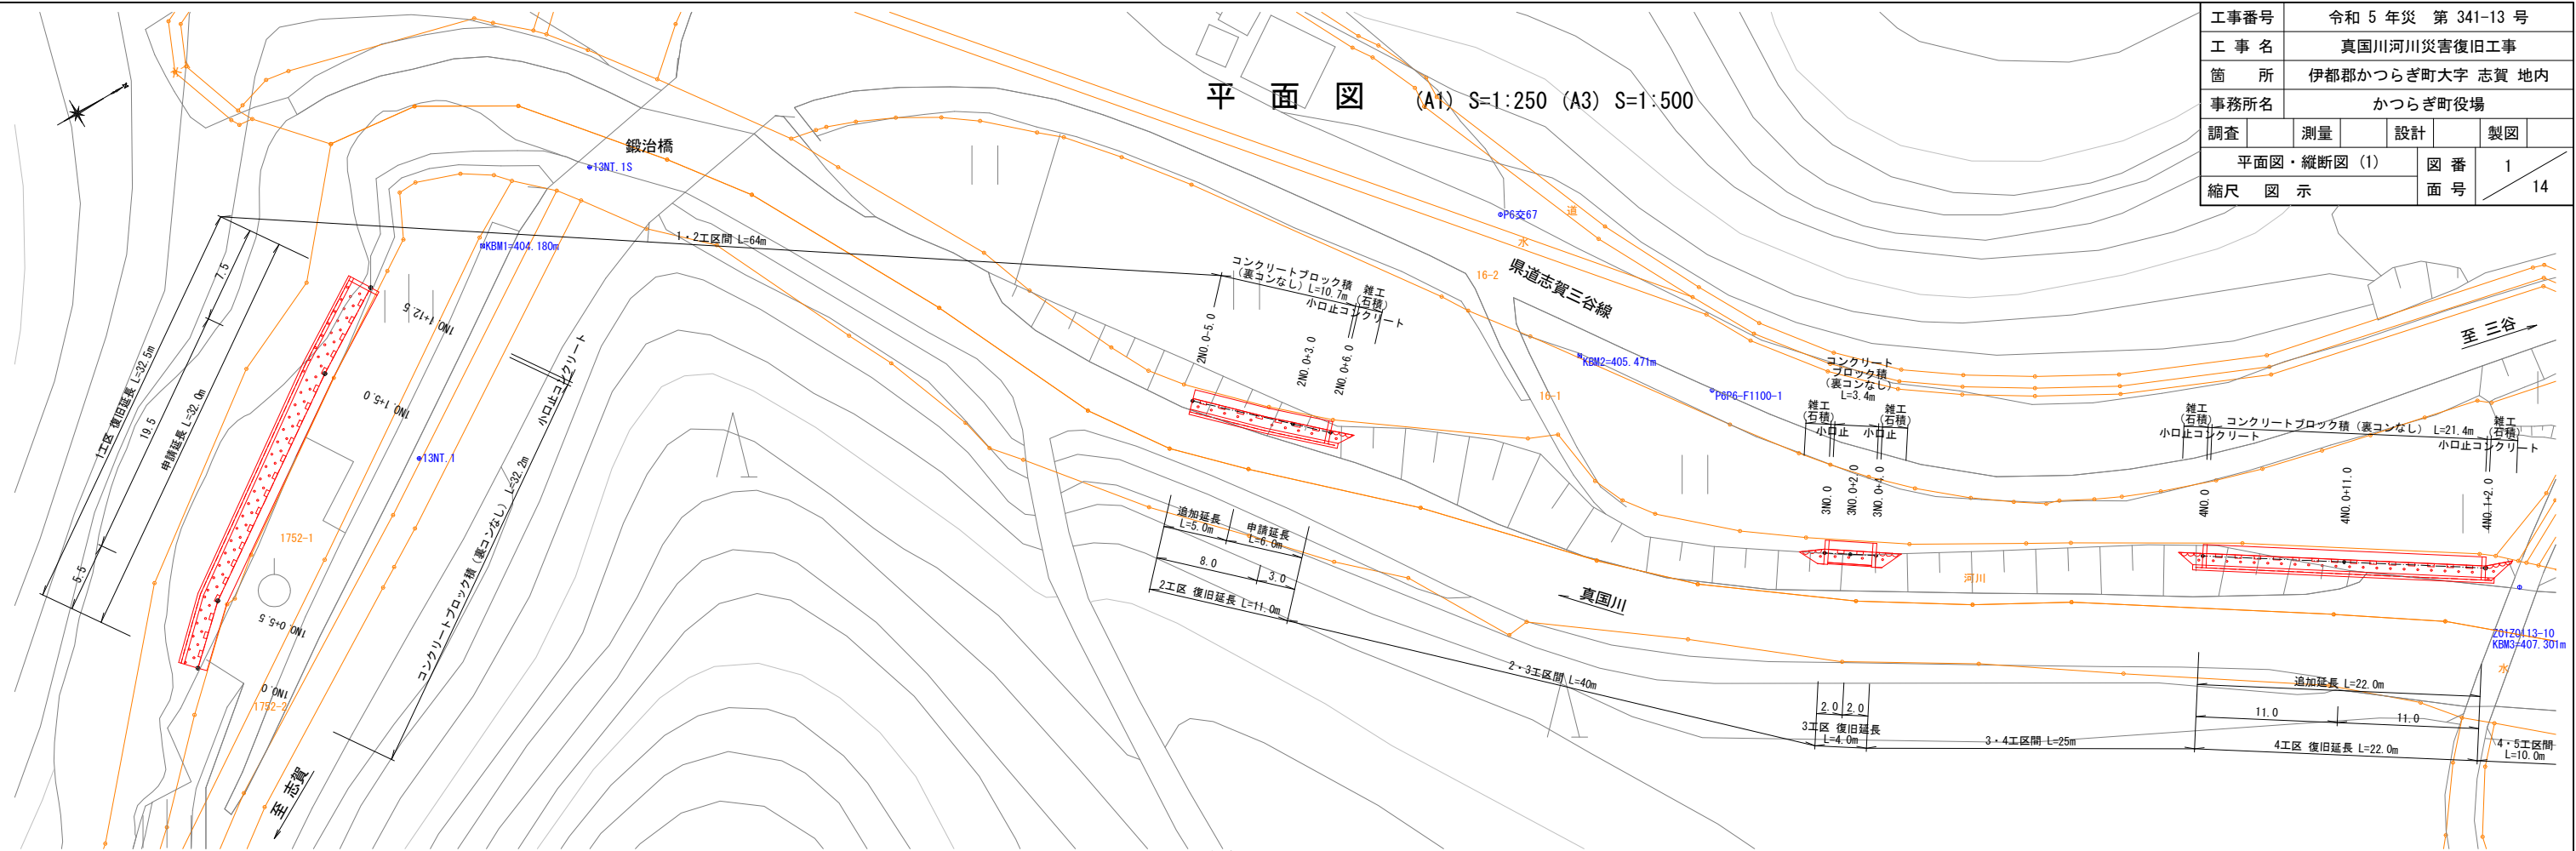 工事番号 令和 5 年災 第 341-13 号
工 事 名 真国川河川災害復旧工事
箇 所 伊都郡かつらぎ町大字 志賀 地内
事務所名 かつらぎ町役場
調査 測量 設計 製図
平面図・縦断図 (1) 図 番 1
縮尺 図 示 面 号 14
平 面 図 (A1) S=1:250 (A3) S=1:500
鍛治橋
13NT.1S
KBM1=404.180m
1・2工区間 L=64m
7.5
19.5
5.5
1工区 復旧延長 L=32.5m
申請延長 L=32.0m
1NO.1+12.5
1NO.1+5.0
1NO.0+5.5
1NO.0
1752-1
1752-2
13NT.1
小口止コンクリート
コンクリートブロック積 (裏コンなし) L=32.2m
至 志賀
コンクリートブロック積
(裏コンなし) L=10.7m
雑工
(石積)
小口止コンクリート
2NO.0-5.0
2NO.0+3.0
2NO.0+6.0
P6交67
道
水
16-2
県道志賀三谷線
16-1
KBM2=405.471m
P6P6-F1100-1
追加延長
L=5.0m
申請延長
L=6.0m
8.0
3.0
2工区 復旧延長 L=11.0m
真国川
2・3工区間 L=40m
コンクリート
ブロック積
(裏コンなし)
L=3.4m
雑工
(石積)
小口止
雑工
(石積)
小口止
3NO.0
3NO.0+2.0
3NO.0+4.0
河川
2.0
2.0
3工区 復旧延長
L=4.0m
3・4工区間 L=25m
至 三谷
雑工
(石積)
小口止コンクリート
コンクリートブロック積 (裏コンなし) L=21.4m
雑工
(石積)
小口止コンクリート
4NO.0
4NO.0+11.0
4NO.1+2.0
Z01Z0113-10
KBM3=407.301m
水
追加延長 L=22.0m
11.0
11.0
4工区 復旧延長 L=22.0m
4・5工区間
L=10.0m